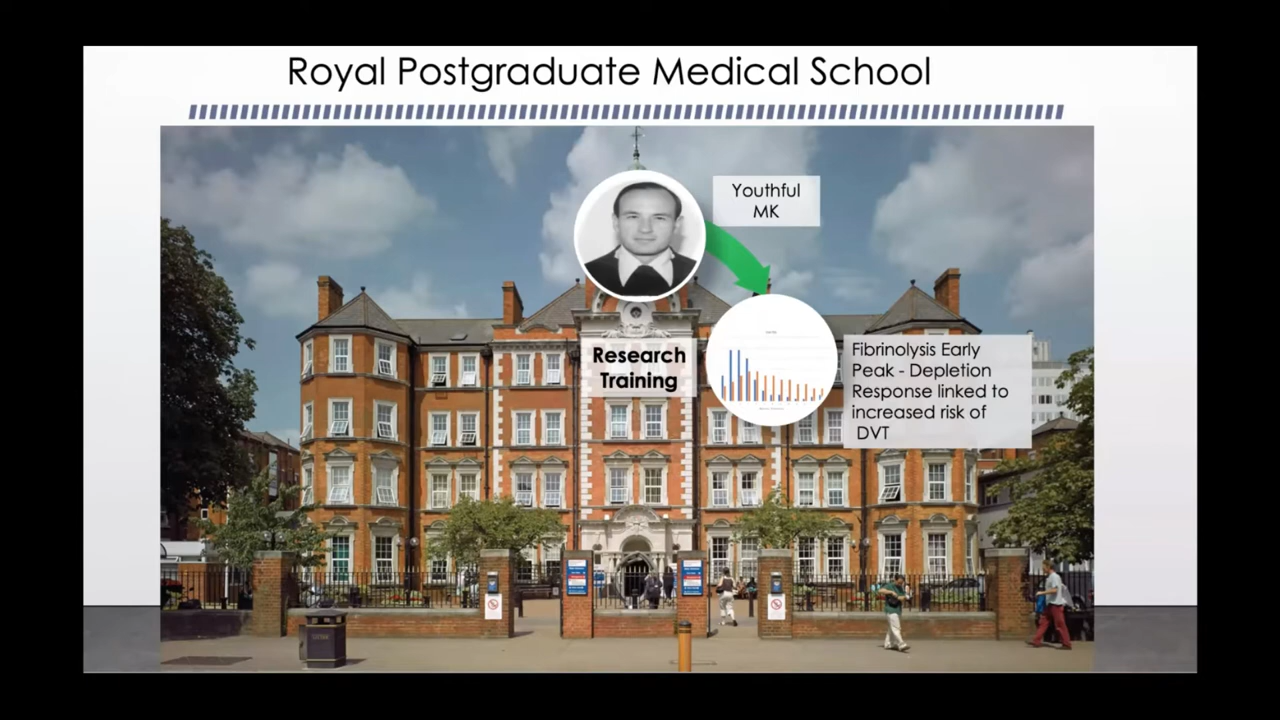 Royal Postgraduate Medical School
Youthful
MK
Research
Training
Fibrinolysis Early
Peak - Depletion
Response linked to
increased risk of
DVT